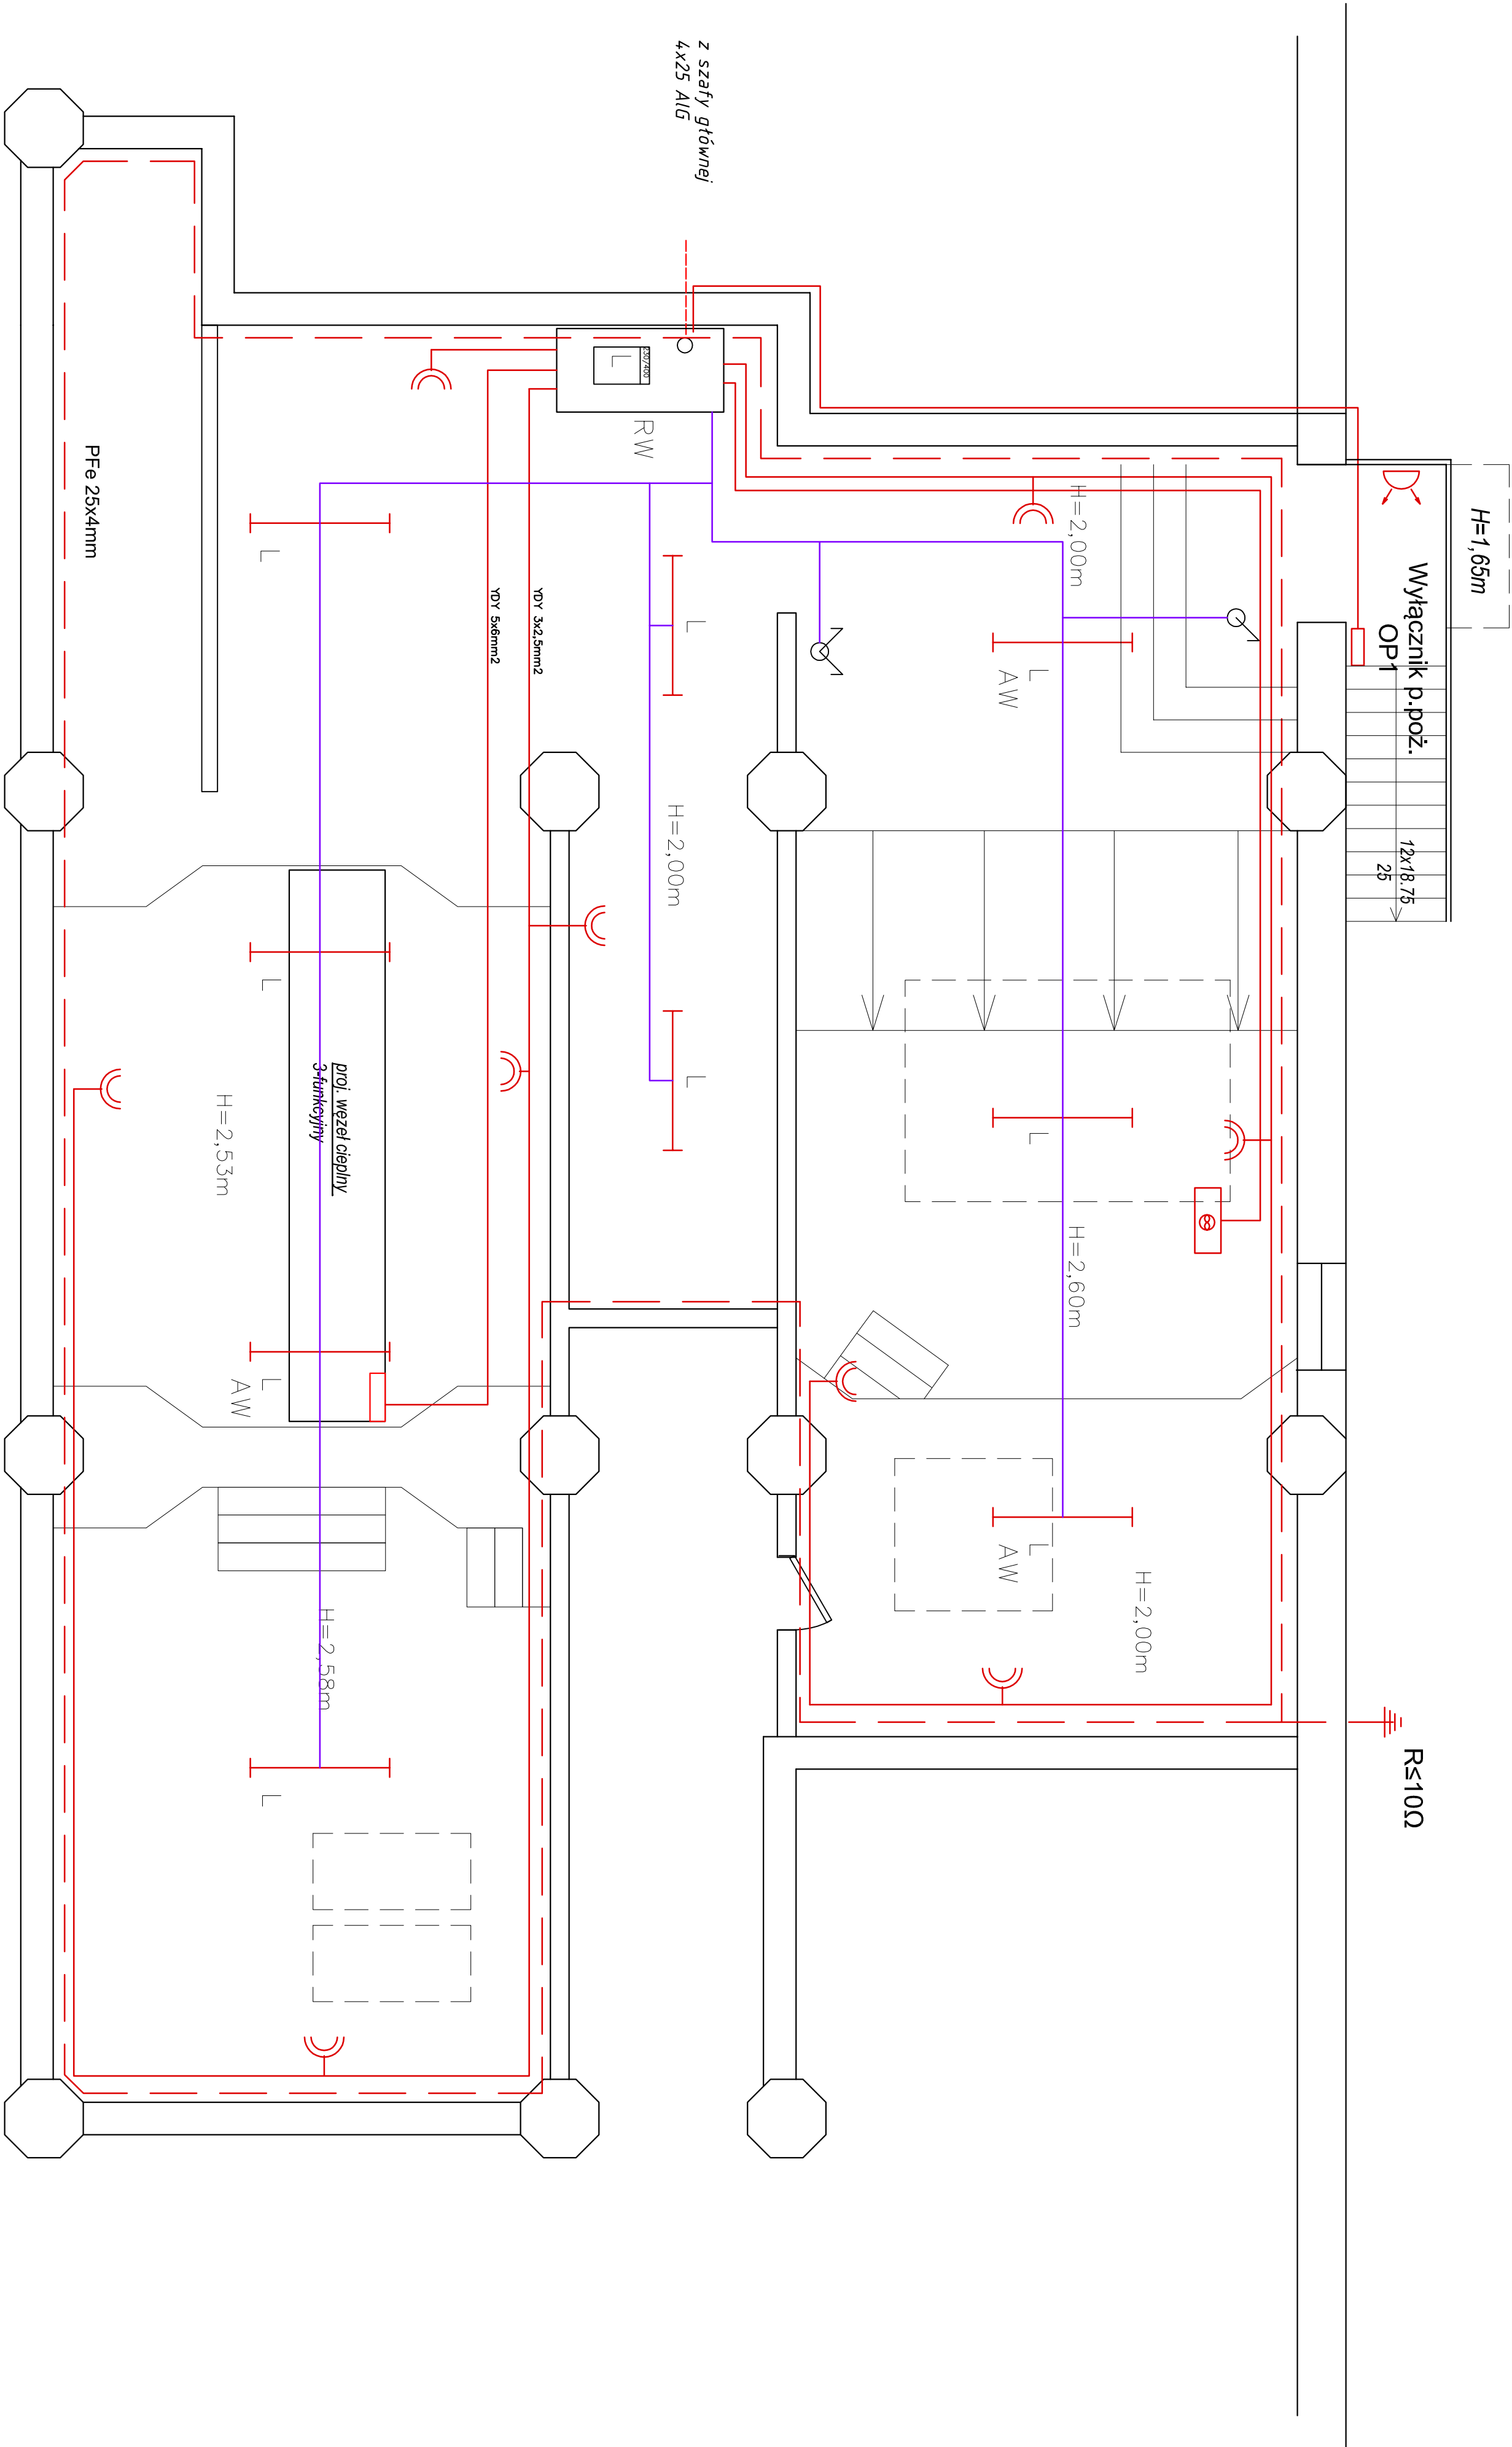 H=1,65m
Wyłącznik p.poż.
OP1
12x18.75
25
R≤10Ω
z szafy głównej
4x25 AlG
230/400
L
RW
H=2,00m
L
AW
L
H=2,60m
L
AW
H=2,00m
L
H=2,00m
L
YDY 3x2,5mm2
YDY 5x6mm2
L
L
proj. węzeł cieplny
3-funkcyjny
H=2,53m
L
AW
H=2,58m
L
PFe 25x4mm